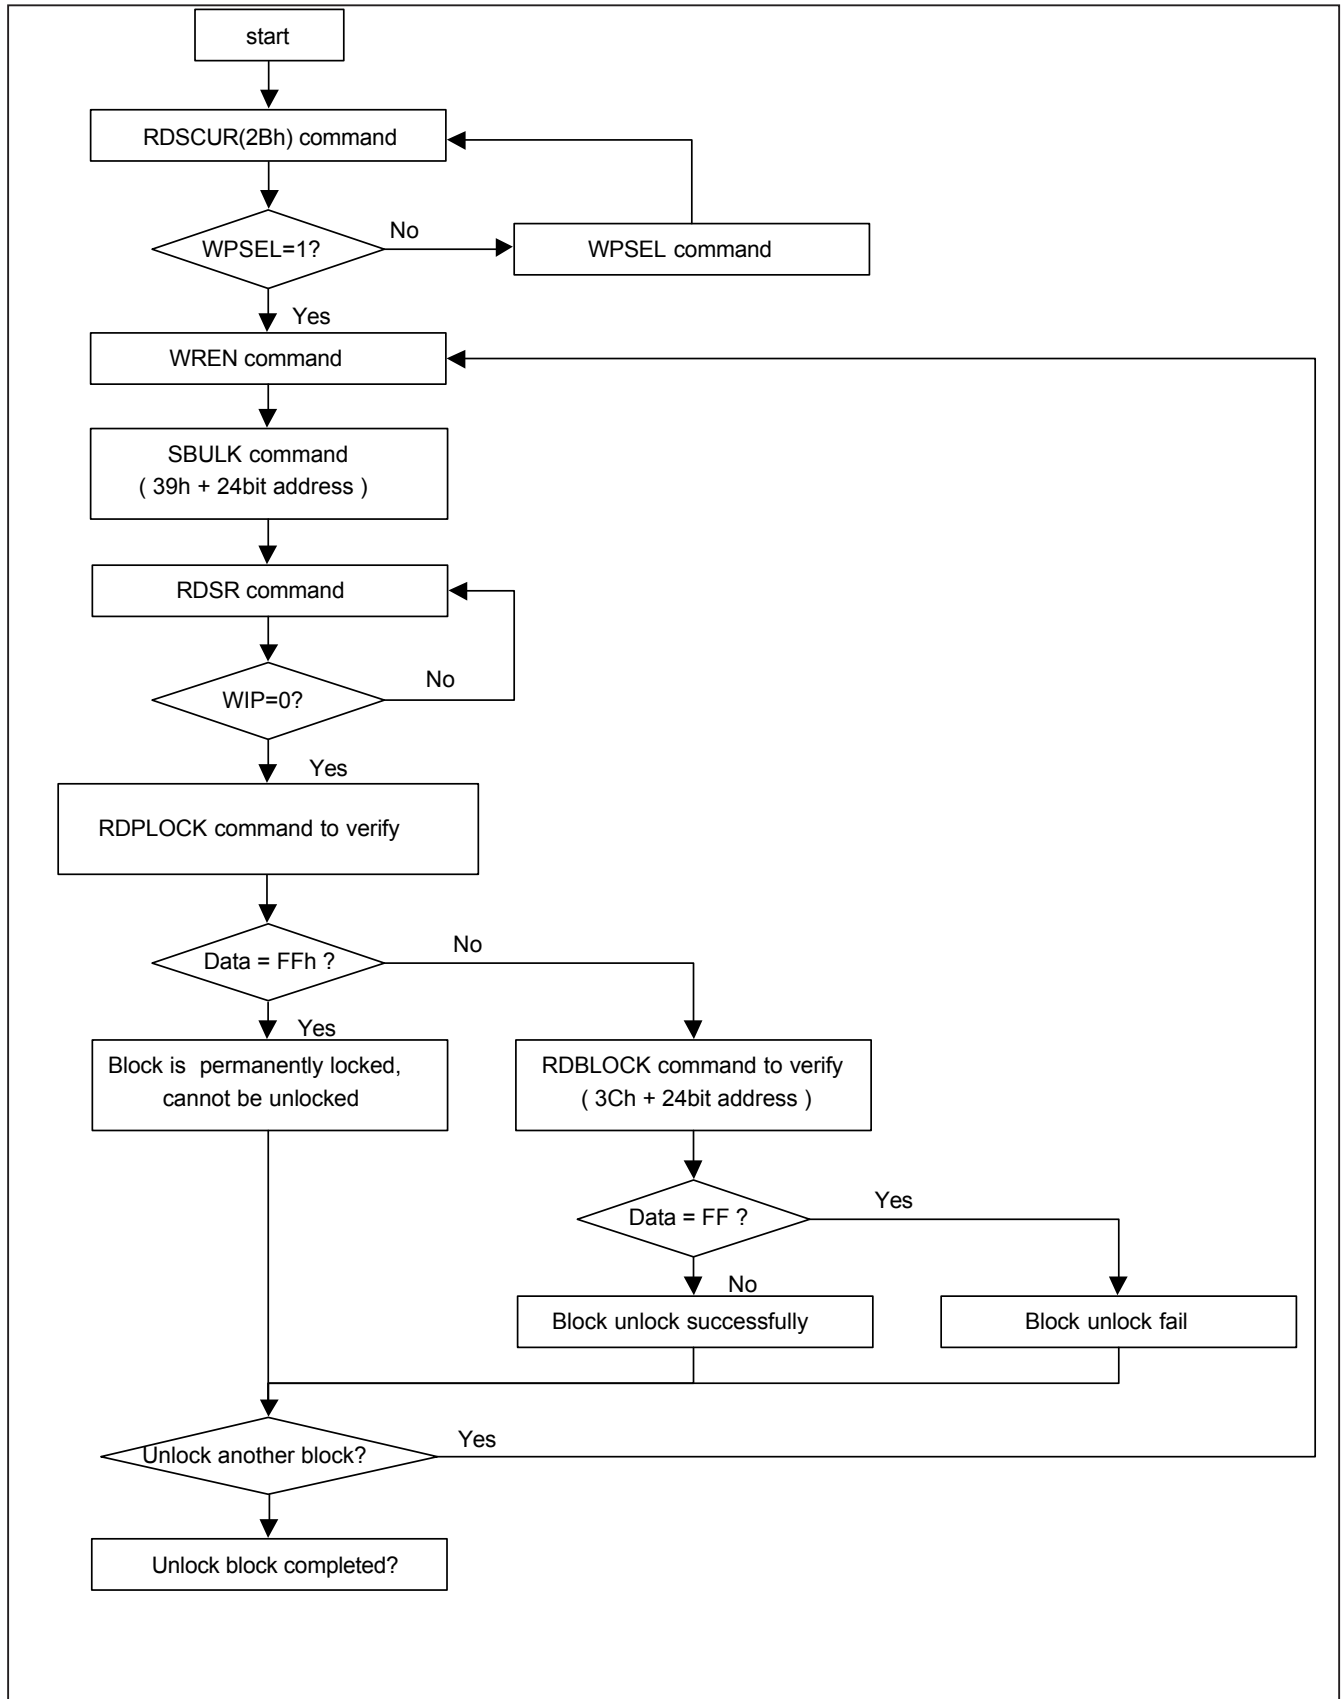 start
RDSCUR(2Bh) command
WPSEL=1?
No
WPSEL command
Yes
WREN command
SBULK command
( 39h + 24bit address )
RDSR command
WIP=0?
No
Yes
RDPLOCK command to verify
Data = FFh ?
No
Yes
Block is  permanently locked,
cannot be unlocked
RDBLOCK command to verify
( 3Ch + 24bit address )
Data = FF ?
Yes
No
Block unlock successfully
Block unlock fail
Unlock another block?
Yes
Unlock block completed?